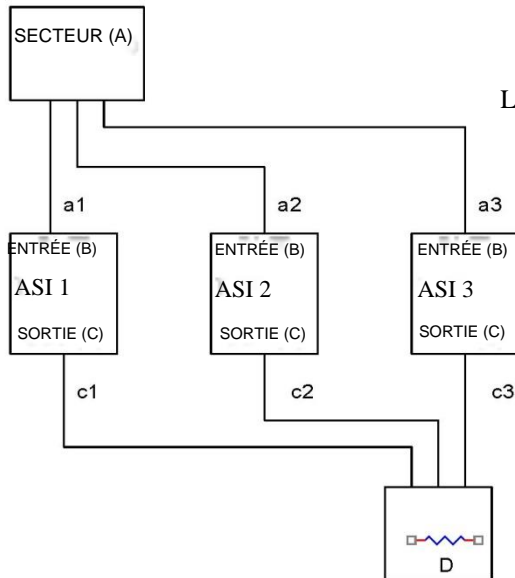 SECTEUR (A)
L
a1
a2
a3
ENTRÉE (B)
ENTRÉE (B)
ENTRÉE (B)
ASI 1
ASI 2
ASI 3
SORTIE (C)
SORTIE (C)
SORTIE (C)
c1
c2
c3
D